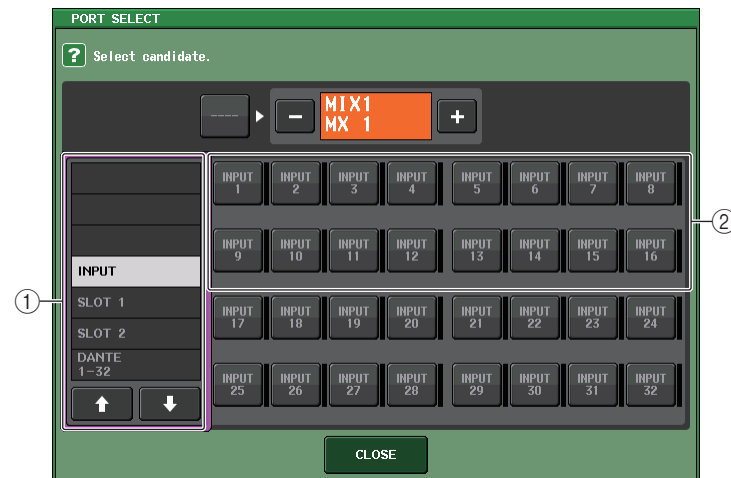 PORT SELECT
? Select candidate.
---- − MIX1 +
MX 1
INPUT 1 INPUT 2 INPUT 3 INPUT 4 INPUT 5 INPUT 6 INPUT 7 INPUT 8
2
INPUT 9 INPUT 10 INPUT 11 INPUT 12 INPUT 13 INPUT 14 INPUT 15 INPUT 16
1
INPUT
SLOT 1
SLOT 2
DANTE
1-32
INPUT 17 INPUT 18 INPUT 19 INPUT 20 INPUT 21 INPUT 22 INPUT 23 INPUT 24
INPUT 25 INPUT 26 INPUT 27 INPUT 28 INPUT 29 INPUT 30 INPUT 31 INPUT 32
CLOSE